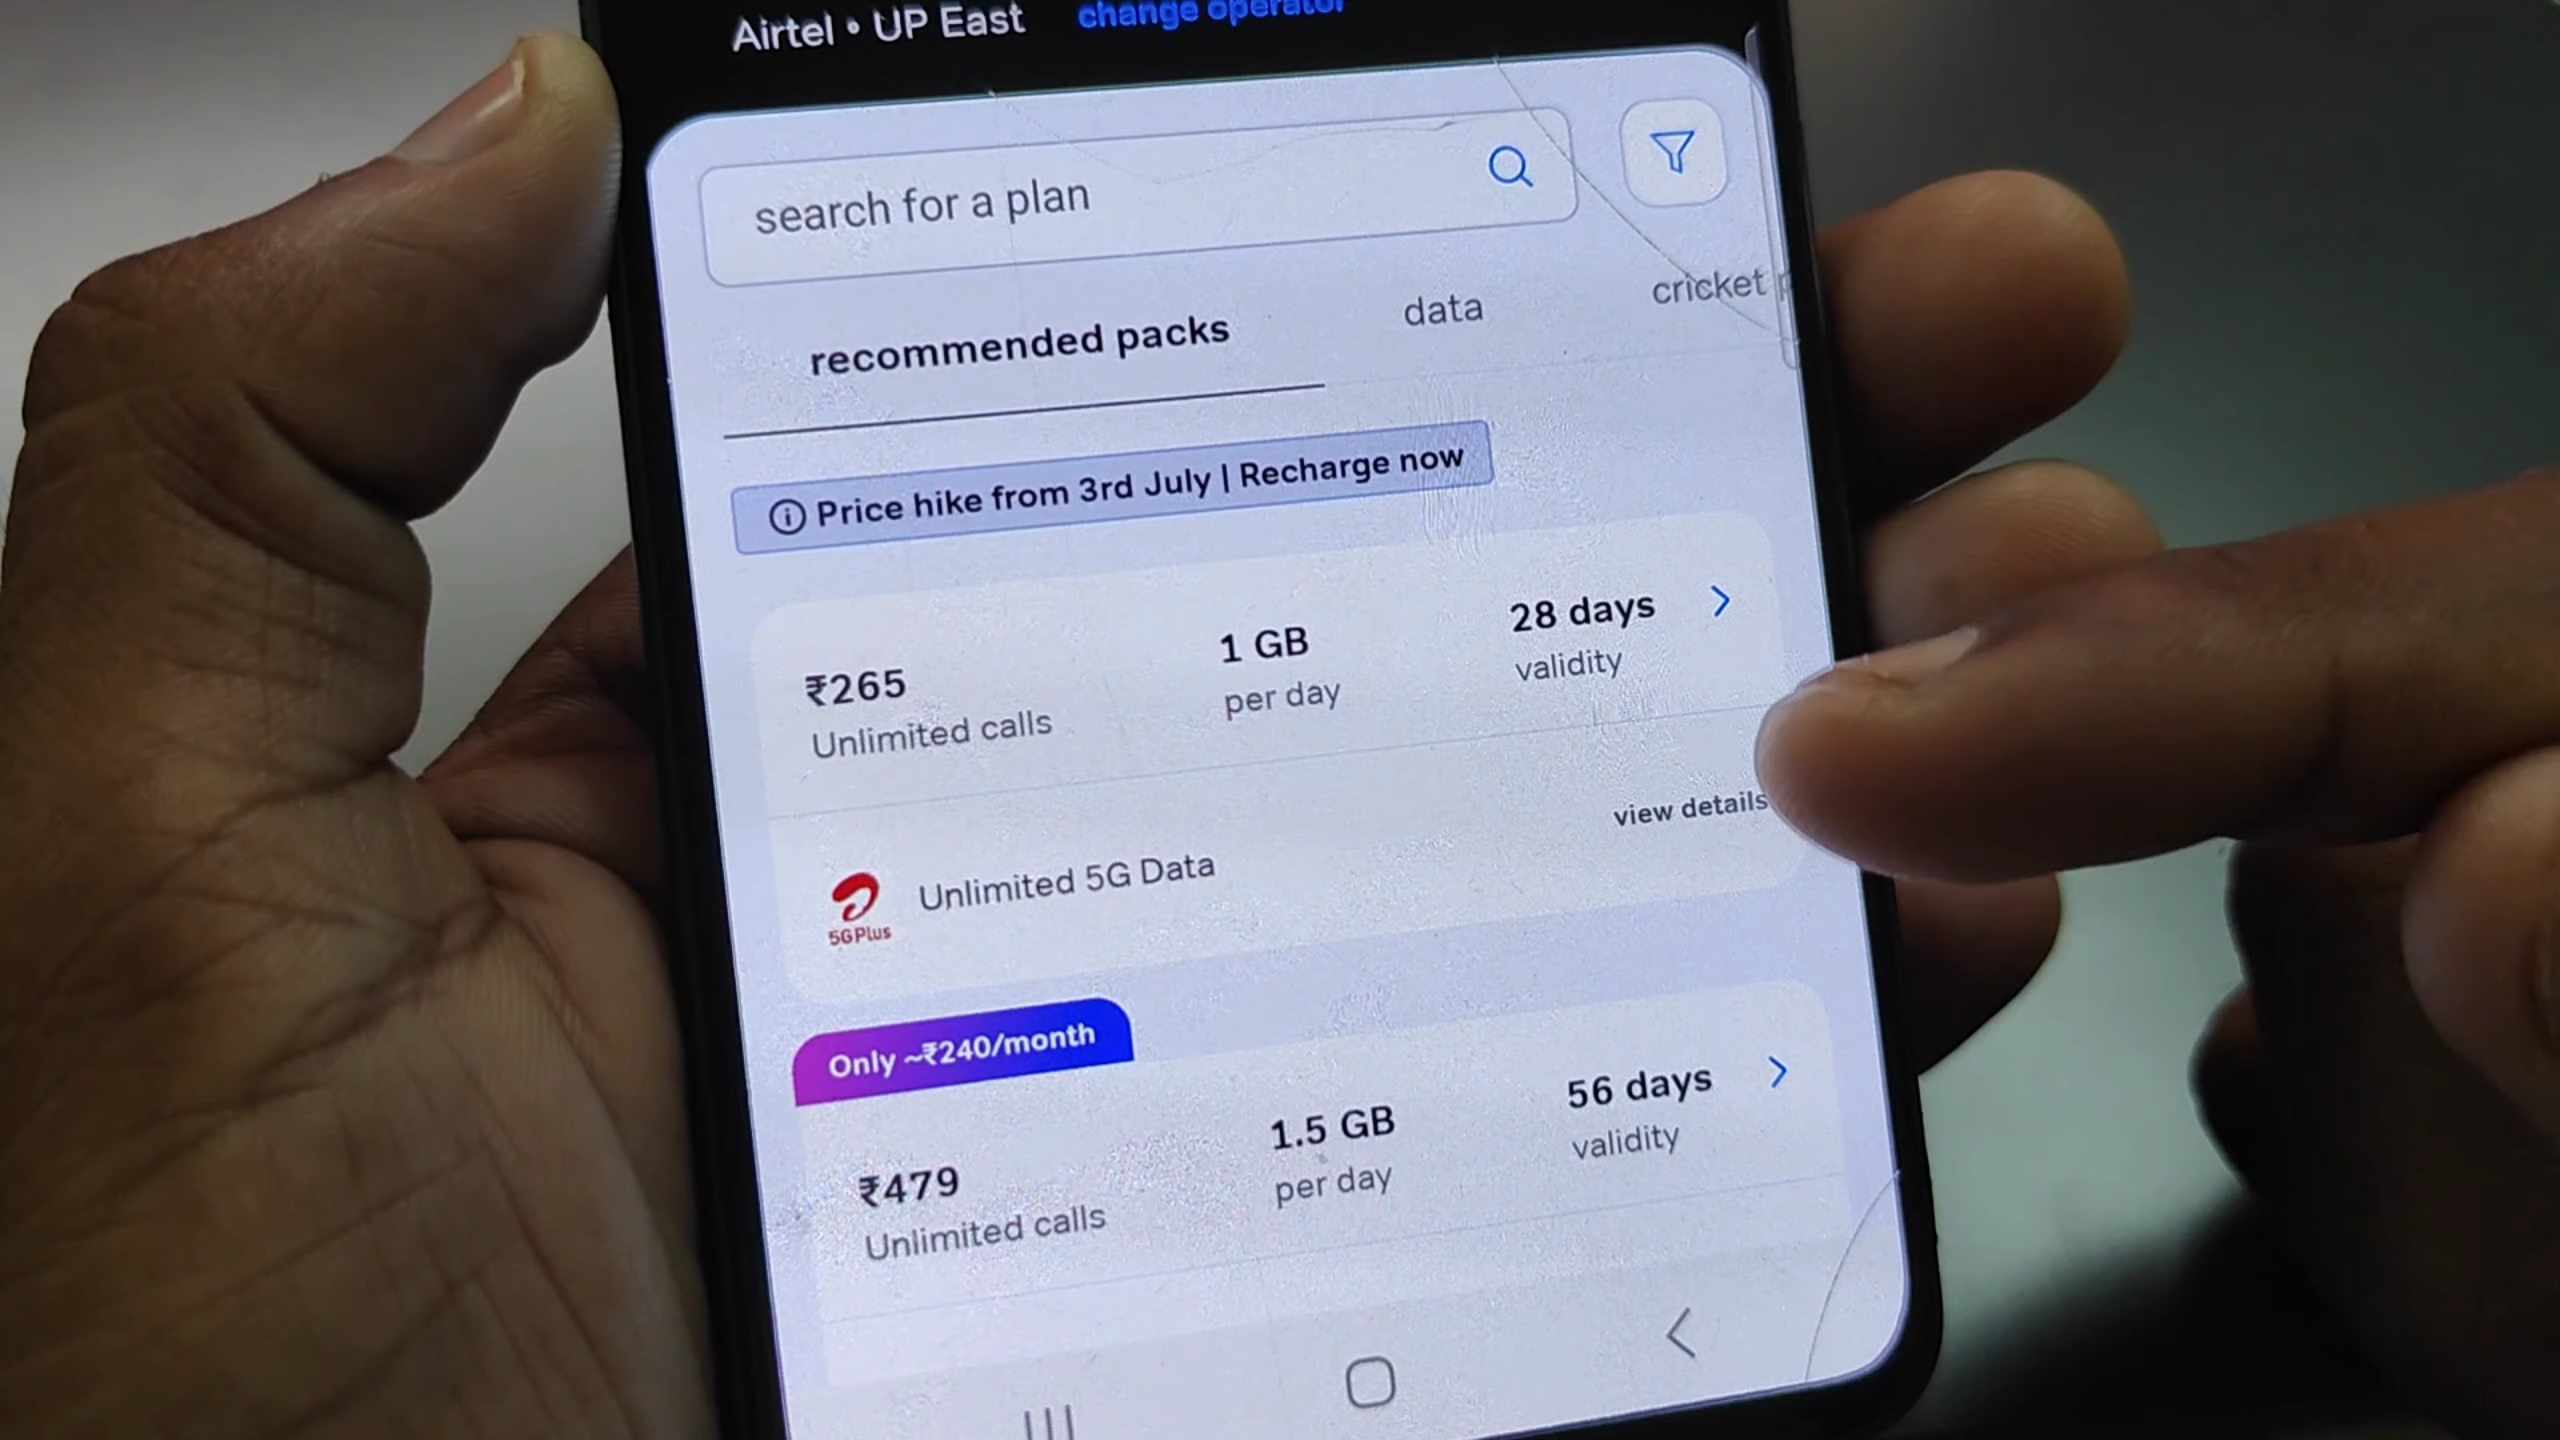 Airtel • UP East change operator
search for a plan
recommended packs data cricket
Price hike from 3rd July | Recharge now
₹265 1 GB 28 days
Unlimited calls per day validity
view details
5G Plus Unlimited 5G Data
Only ~₹240/month
₹479 1.5 GB 56 days
Unlimited calls per day validity